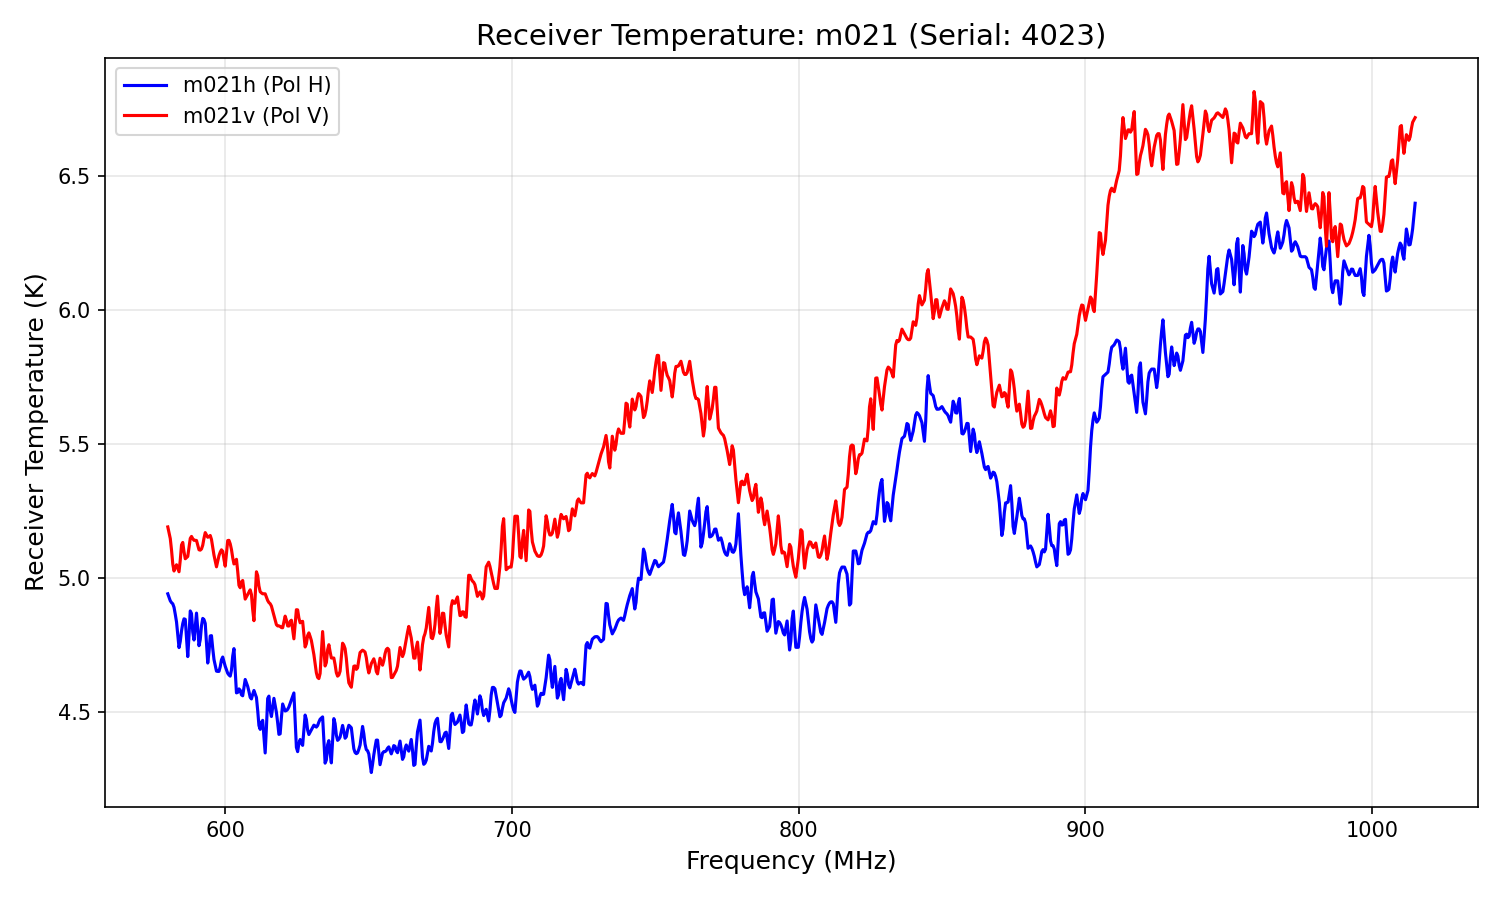 Receiver Temperature: m021 (Serial: 4023)
m021h (Pol H)
m021v (Pol V)
Receiver Temperature (K)
6.5
6.0
5.5
5.0
4.5
600
700
800
900
1000
Frequency (MHz)